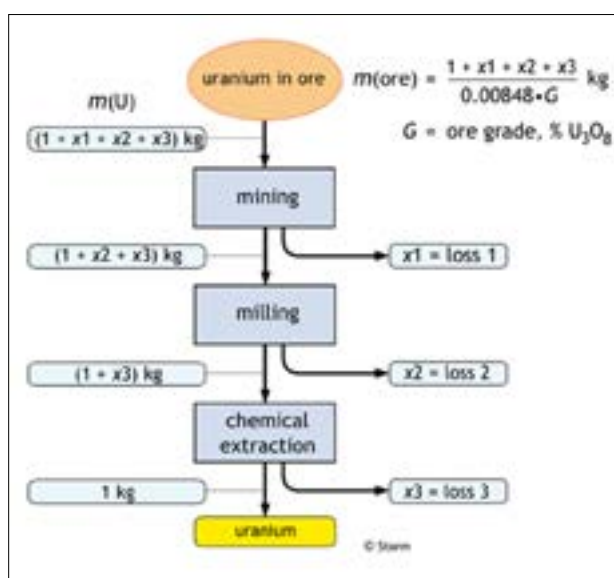 uranium in ore
m(ore) = 1 + x1 + x2 + x3 / 0.00848•G kg
G = ore grade, % U₃O₈
m(U)
(1 + x1 + x2 + x3) kg
mining
(1 + x2 + x3) kg
x1 = loss 1
milling
(1 + x3) kg
x2 = loss 2
chemical
extraction
1 kg
x3 = loss 3
uranium
© Storm